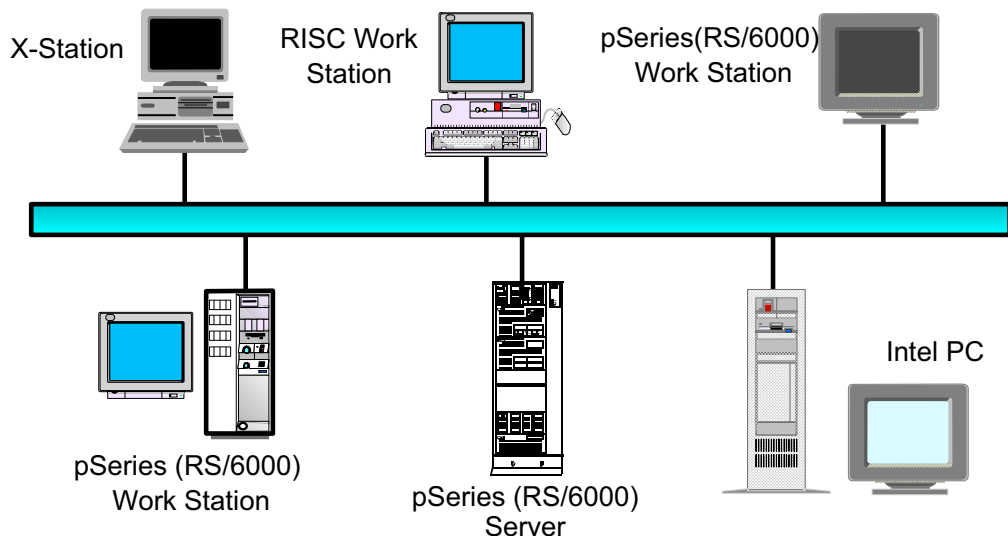 X-Station
RISC Work
Station
pSeries(RS/6000)
Work Station
pSeries (RS/6000)
Work Station
pSeries (RS/6000)
Server
Intel PC